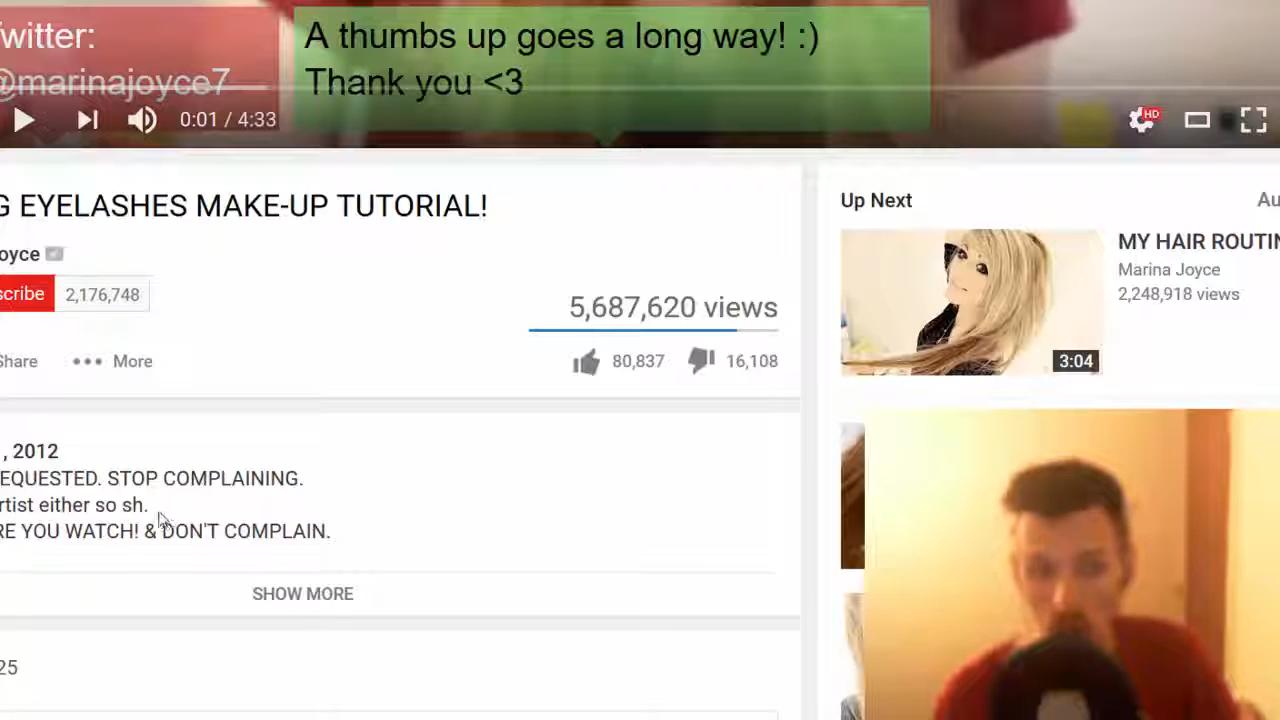 witter:
@marinajoyce7
A thumbs up goes a long way! :)
Thank you <3
0:01 / 4:33
HD
G EYELASHES MAKE-UP TUTORIAL!
oyce
scribe 2,176,748
5,687,620 views
Share ••• More
80,837 16,108
, 2012
EQUESTED. STOP COMPLAINING.
rtist either so sh.
RE YOU WATCH! & DON'T COMPLAIN.
SHOW MORE
25
Up Next Au
MY HAIR ROUTIN
Marina Joyce
2,248,918 views
3:04